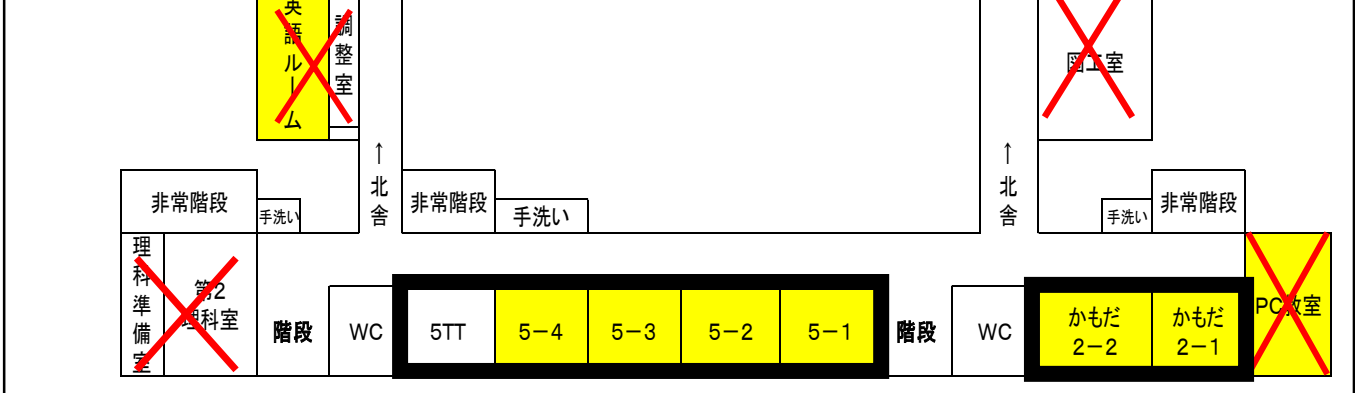 英語ルーム
調整室
図工室
↑北舎
↑北舎
非常階段
手洗い
非常階段
手洗い
手洗い
非常階段
理科準備室
第2
理科室
階段
WC
5TT
5－4
5－3
5－2
5－1
階段
WC
かもだ
2－2
かもだ
2－1
PC教室